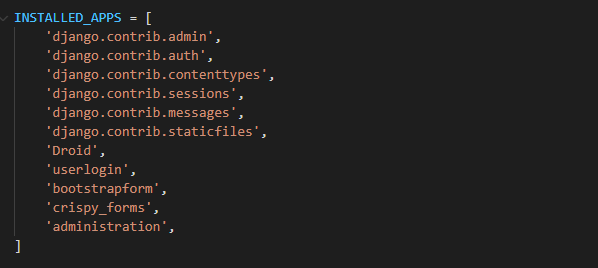 INSTALLED_APPS = [
'django.contrib.admin',
'django.contrib.auth',
'django.contrib.contenttypes',
'django.contrib.sessions',
'django.contrib.messages',
'django.contrib.staticfiles',
'Droid',
'userlogin',
'bootstrapform',
'crispy_forms',
'administration',
]